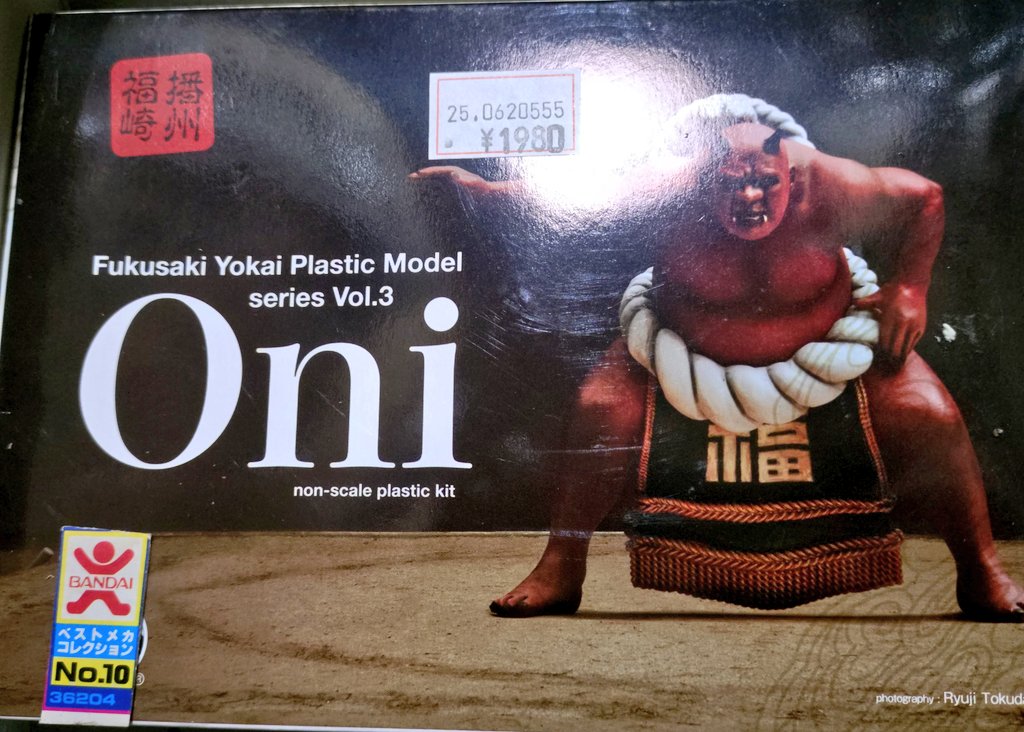 播州
福崎
25.0620555
¥1980
Fukusaki Yokai Plastic Model
series Vol.3
Oni
non-scale plastic kit
福
BANDAI
ベストメカ
コレクション
No.10
36204
®
photography : Ryuji Tokuda